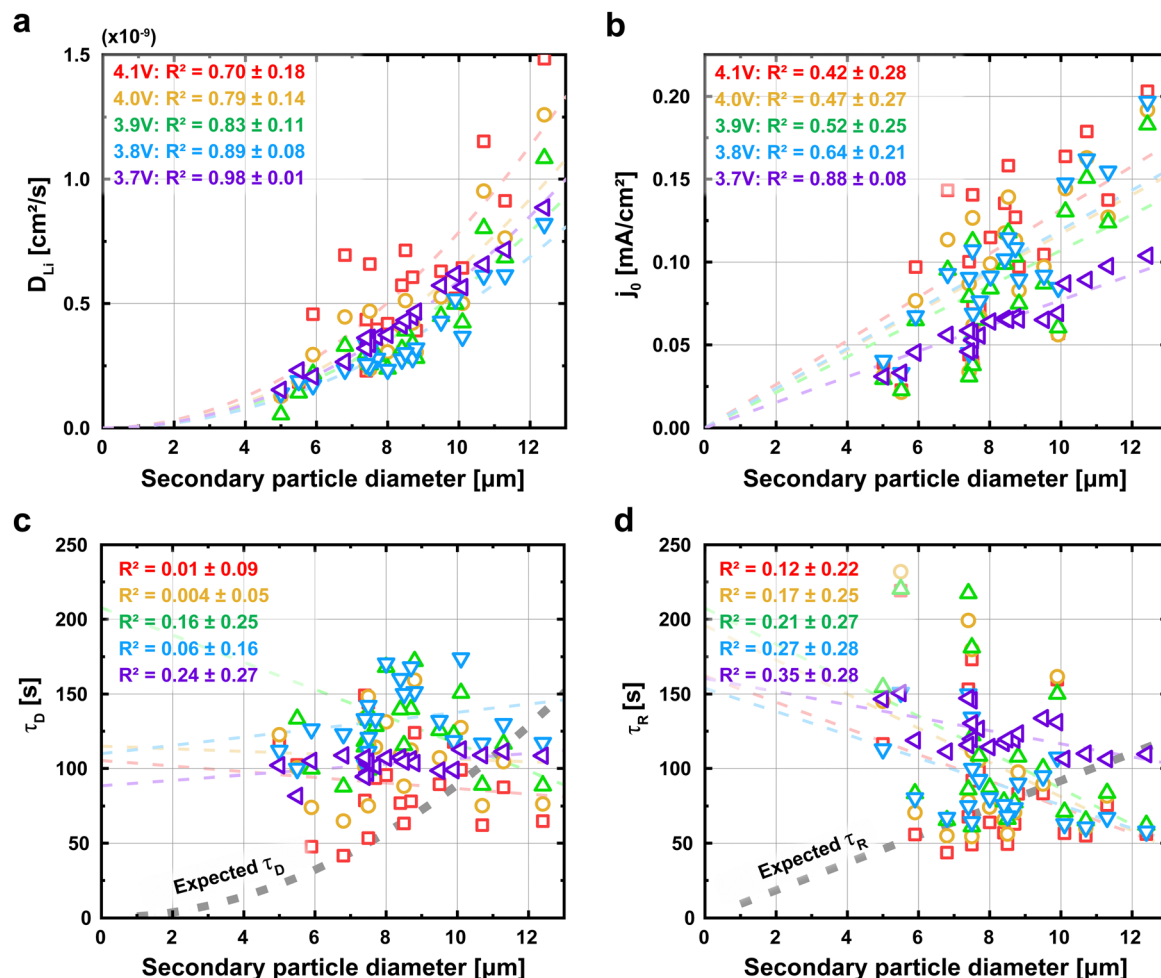 a
(x10⁻⁹)
1.5
1.0
0.5
0.0
D_Li [cm²/s]
4.1V: R² = 0.70 ± 0.18
4.0V: R² = 0.79 ± 0.14
3.9V: R² = 0.83 ± 0.11
3.8V: R² = 0.89 ± 0.08
3.7V: R² = 0.98 ± 0.01
0 2 4 6 8 10 12
Secondary particle diameter [µm]
b
0.20
0.15
0.10
0.05
0.00
j₀ [mA/cm²]
4.1V: R² = 0.42 ± 0.28
4.0V: R² = 0.47 ± 0.27
3.9V: R² = 0.52 ± 0.25
3.8V: R² = 0.64 ± 0.21
3.7V: R² = 0.88 ± 0.08
0 2 4 6 8 10 12
Secondary particle diameter [µm]
c
250
200
150
100
50
0
τ_D [s]
R² = 0.01 ± 0.09
R² = 0.004 ± 0.05
R² = 0.16 ± 0.25
R² = 0.06 ± 0.16
R² = 0.24 ± 0.27
Expected τ_D
0 2 4 6 8 10 12
Secondary particle diameter [µm]
d
250
200
150
100
50
0
τ_R [s]
R² = 0.12 ± 0.22
R² = 0.17 ± 0.25
R² = 0.21 ± 0.27
R² = 0.27 ± 0.28
R² = 0.35 ± 0.28
Expected τ_R
0 2 4 6 8 10 12
Secondary particle diameter [µm]